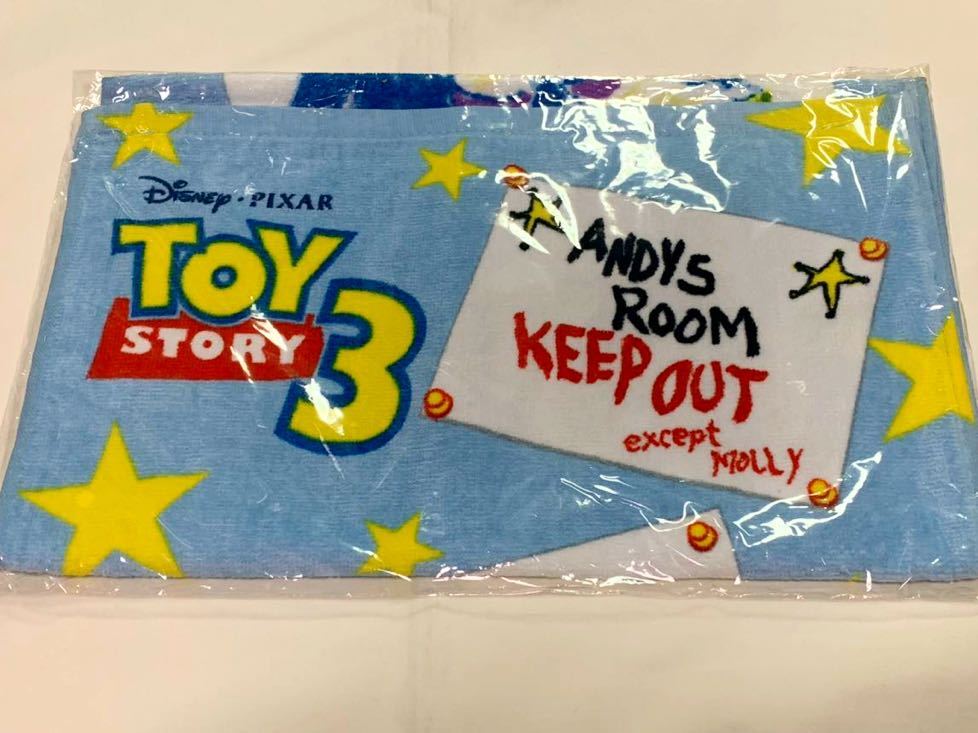 Disney · PIXAR
TOY
STORY
3
ANDYS
ROOM
KEEP OUT
except
MOLLY